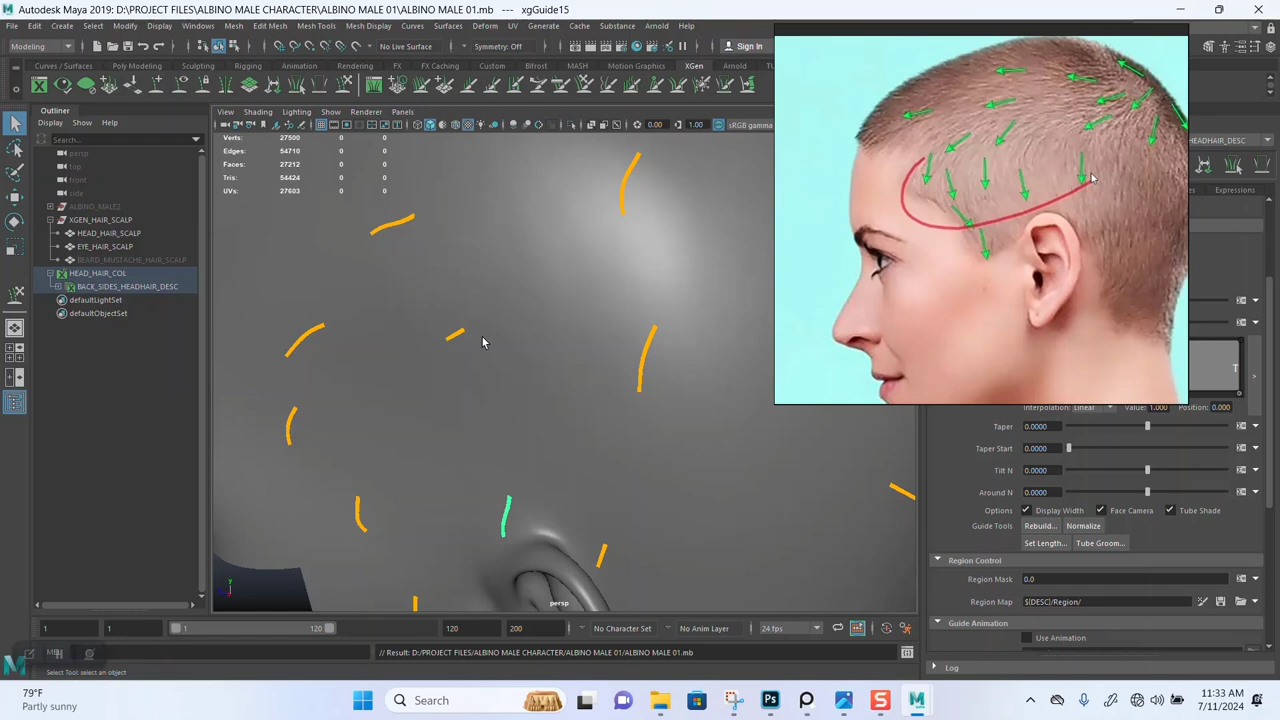 Autodesk Maya 2019: D:\PROJECT FILES\ALBINO MALE CHARACTER\ALBINO MALE 01\ALBINO MALE 01.mb --- xgGuide15
File Edit Create Select Modify Display Windows Mesh Edit Mesh Mesh Tools Mesh Display Curves Surfaces Deform UV Generate Cache Substance Arnold Help
Modeling No Live Surface Symmetry: Off Sign In
Curves / Surfaces Poly Modeling Sculpting Rigging Animation Rendering FX FX Caching Custom Bifrost MASH Motion Graphics XGen
Outliner
Display Show Help
Search...
persp
top
front
side
ALBINO_MALE2
XGEN_HAIR_SCALP
HEAD_HAIR_SCALP
EYE_HAIR_SCALP
BEARD_MUSTACHE_HAIR_SCALP
HEAD_HAIR_COL
BACK_SIDES_HEADHAIR_DESC
defaultLightSet
defaultObjectSet
View Shading Lighting Show Renderer Panels
0.00 1.00 sRGB gamma
Verts: 27500 0 0
Edges: 54710 0 0
Faces: 27212 0 0
Tris: 54424 0 0
UVs: 27603 0 0
persp
HEADHAIR_DESC
Expressions
Interpolation: Linear Value: 1.000 Position: 0.000
Taper 0.0000
Taper Start 0.0000
Tilt N 0.0000
Around N 0.0000
Options Display Width Face Camera Tube Shade
Guide Tools Rebuild... Normalize
Set Length... Tube Groom...
Region Control
Region Mask 0.0
Region Map ${DESC}/Region/
Guide Animation
Use Animation
Log
1 1 1 120 120 200 No Character Set No Anim Layer 24 fps
// Result: D:/PROJECT FILES/ALBINO MALE CHARACTER/ALBINO MALE 01/ALBINO MALE 01.mb
Select Tool: select an object
79°F
Partly sunny
Search
11:33 AM
7/11/2024